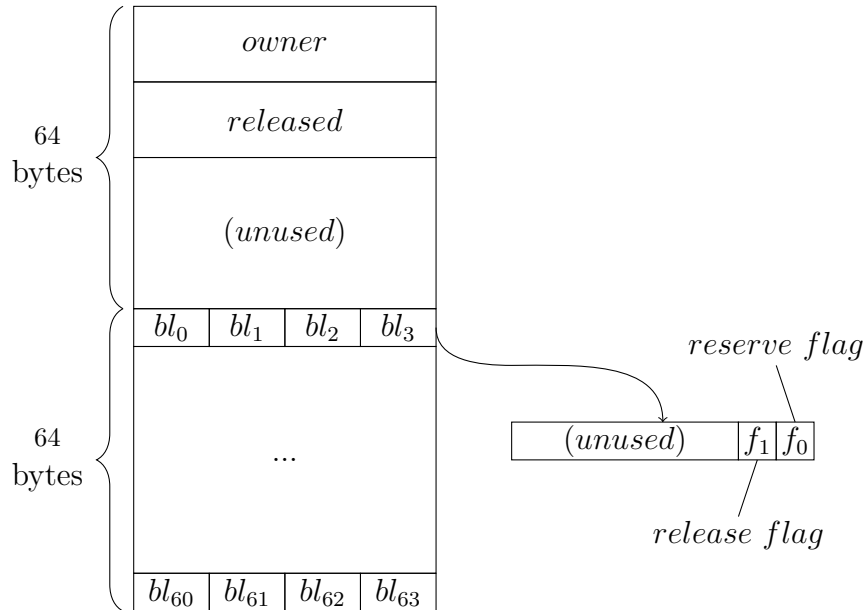 owner
64
bytes
released
(unused)
bl₀ bl₁ bl₂ bl₃
reserve flag
64
bytes
...
(unused) f₁ f₀
release flag
bl₆₀ bl₆₁ bl₆₂ bl₆₃